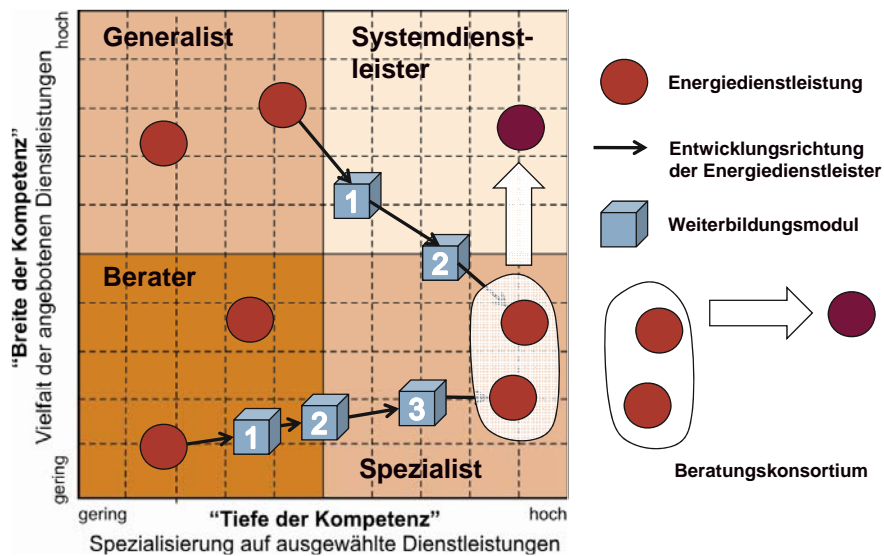 Generalist
Systemdienst-
leister
Berater
Spezialist
1
2
1
2
3
hoch
gering
"Breite der Kompetenz"
Vielfalt der angebotenen Dienstleistungen
gering
"Tiefe der Kompetenz"
hoch
Spezialisierung auf ausgewählte Dienstleistungen
Energiedienstleistung
Entwicklungsrichtung
der Energiedienstleister
Weiterbildungsmodul
Beratungskonsortium